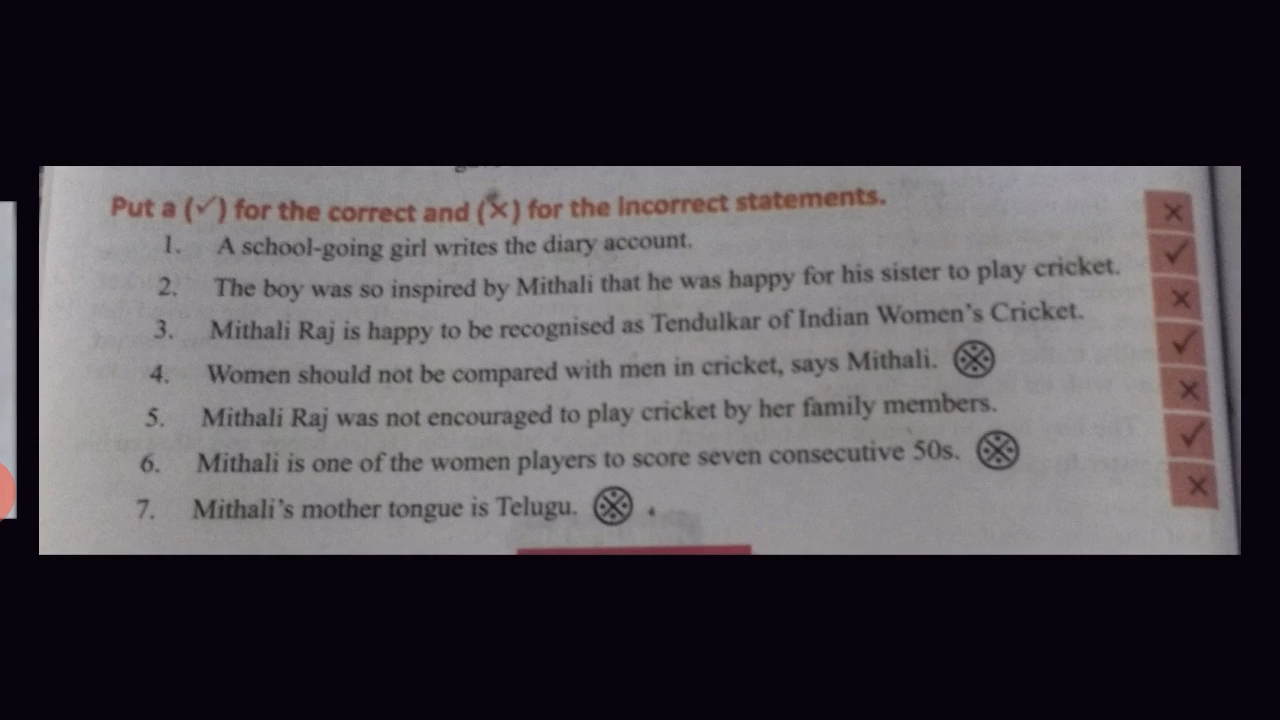 Put a (✓) for the correct and (×) for the incorrect statements.
1. A school-going girl writes the diary account. ×
2. The boy was so inspired by Mithali that he was happy for his sister to play cricket. ✓
3. Mithali Raj is happy to be recognised as Tendulkar of Indian Women's Cricket. ×
4. Women should not be compared with men in cricket, says Mithali. ✓
5. Mithali Raj was not encouraged to play cricket by her family members. ×
6. Mithali is one of the women players to score seven consecutive 50s. ✓
7. Mithali's mother tongue is Telugu. ×